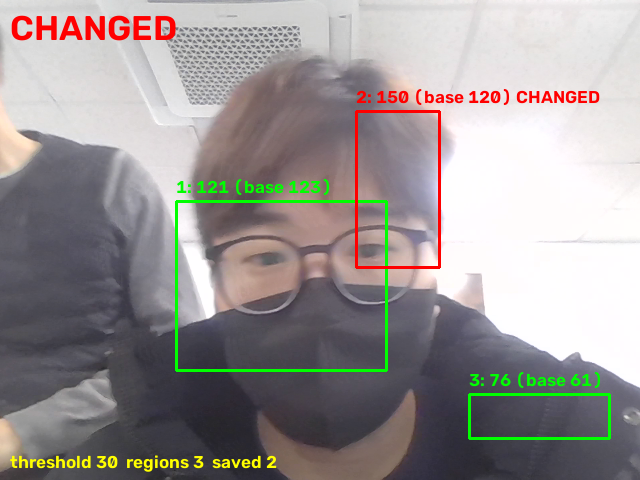 CHANGED
2: 150 (base 120) CHANGED
1: 121 (base 123)
3: 76 (base 61)
threshold 30 regions 3 saved 2